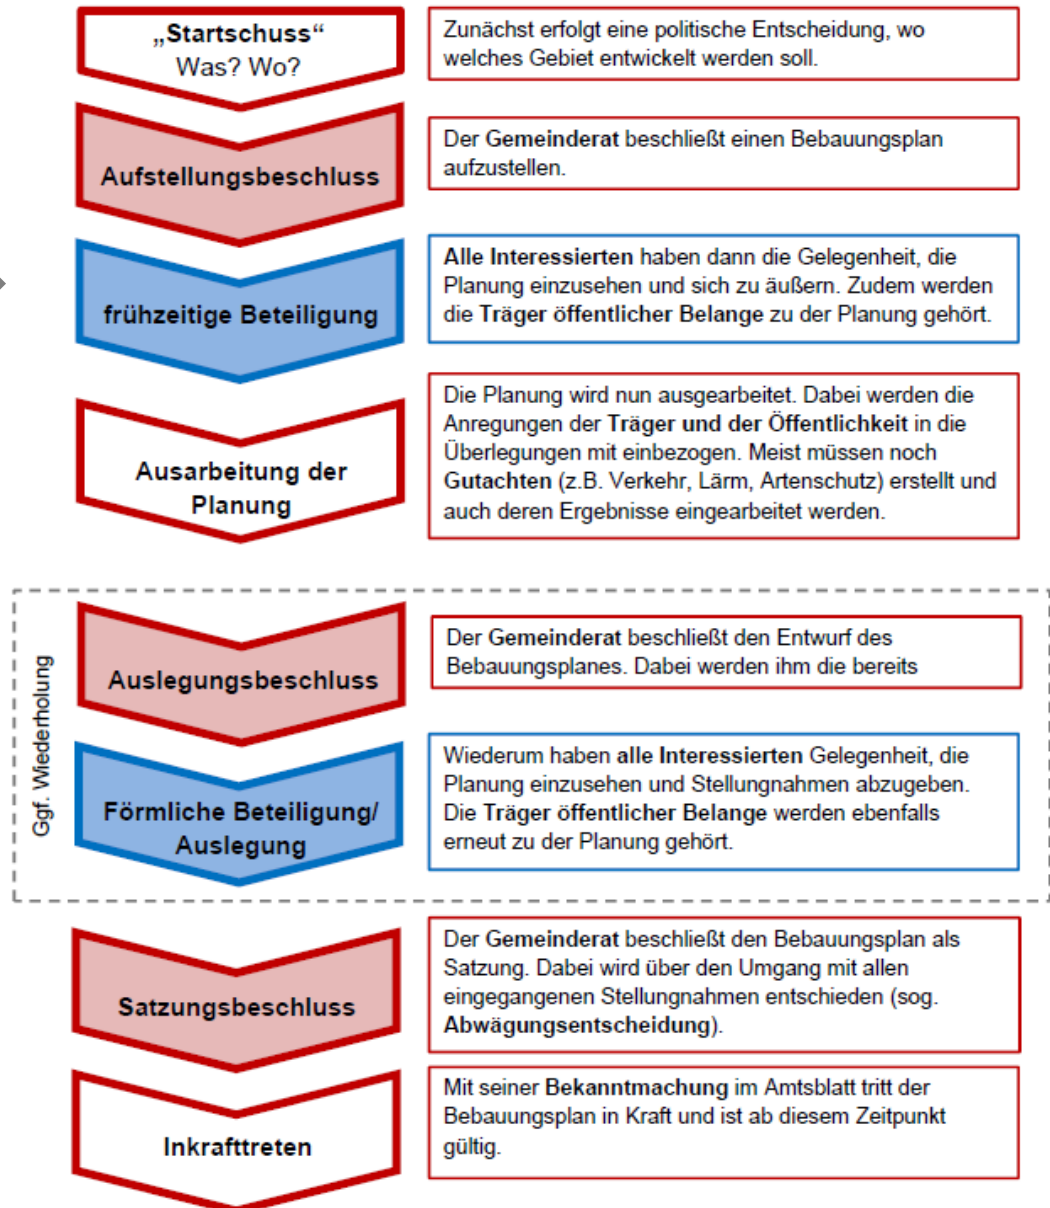 „Startschuss“
Was? Wo?
Zunächst erfolgt eine politische Entscheidung, wo
welches Gebiet entwickelt werden soll.
Aufstellungsbeschluss
Der Gemeinderat beschließt einen Bebauungsplan
aufzustellen.
frühzeitige Beteiligung
Alle Interessierten haben dann die Gelegenheit, die
Planung einzusehen und sich zu äußern. Zudem werden
die Träger öffentlicher Belange zu der Planung gehört.
Ausarbeitung der
Planung
Die Planung wird nun ausgearbeitet. Dabei werden die
Anregungen der Träger und der Öffentlichkeit in die
Überlegungen mit einbezogen. Meist müssen noch
Gutachten (z.B. Verkehr, Lärm, Artenschutz) erstellt und
auch deren Ergebnisse eingearbeitet werden.
Ggf. Wiederholung
Auslegungsbeschluss
Der Gemeinderat beschließt den Entwurf des
Bebauungsplanes. Dabei werden ihm die bereits
Förmliche Beteiligung/
Auslegung
Wiederum haben alle Interessierten Gelegenheit, die
Planung einzusehen und Stellungnahmen abzugeben.
Die Träger öffentlicher Belange werden ebenfalls
erneut zu der Planung gehört.
Satzungsbeschluss
Der Gemeinderat beschließt den Bebauungsplan als
Satzung. Dabei wird über den Umgang mit allen
eingegangenen Stellungnahmen entschieden (sog.
Abwägungsentscheidung).
Inkrafttreten
Mit seiner Bekanntmachung im Amtsblatt tritt der
Bebauungsplan in Kraft und ist ab diesem Zeitpunkt
gültig.